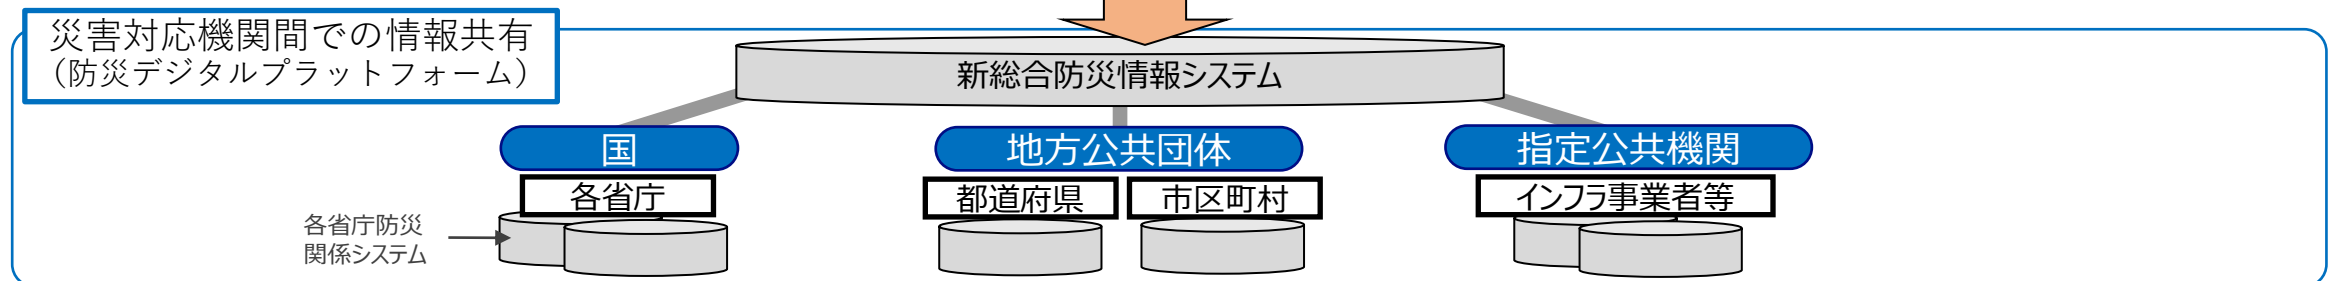 災害対応機関間での情報共有
（防災デジタルプラットフォーム）
新総合防災情報システム
国
地方公共団体
指定公共機関
各省庁
都道府県
市区町村
インフラ事業者等
各省庁防災
関係システム